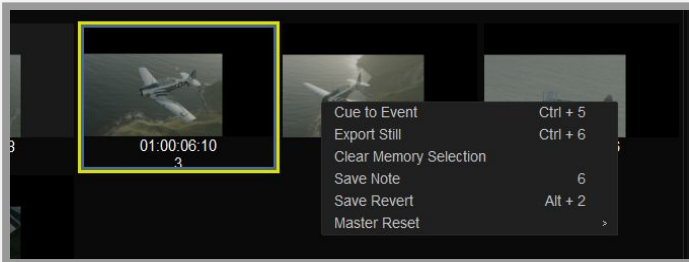 01:00:06:10
3
Cue to Event Ctrl + 5
Export Still Ctrl + 6
Clear Memory Selection
Save Note 6
Save Revert Alt + 2
Master Reset >